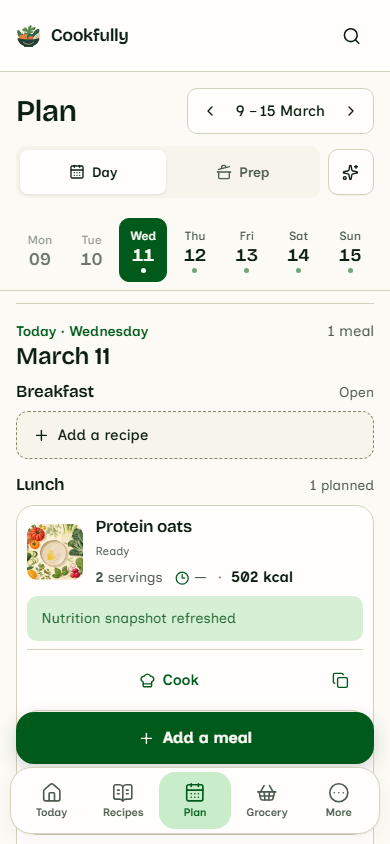 Cookfully
Plan
9 – 15 March
Day
Prep
Mon Tue Wed Thu Fri Sat Sun
09 10 11 12 13 14 15
Today · Wednesday
1 meal
March 11
Breakfast
Open
+ Add a recipe
Lunch
1 planned
Protein oats
Ready
2 servings — · 502 kcal
Nutrition snapshot refreshed
Cook
+ Add a meal
Today Recipes Plan Grocery More